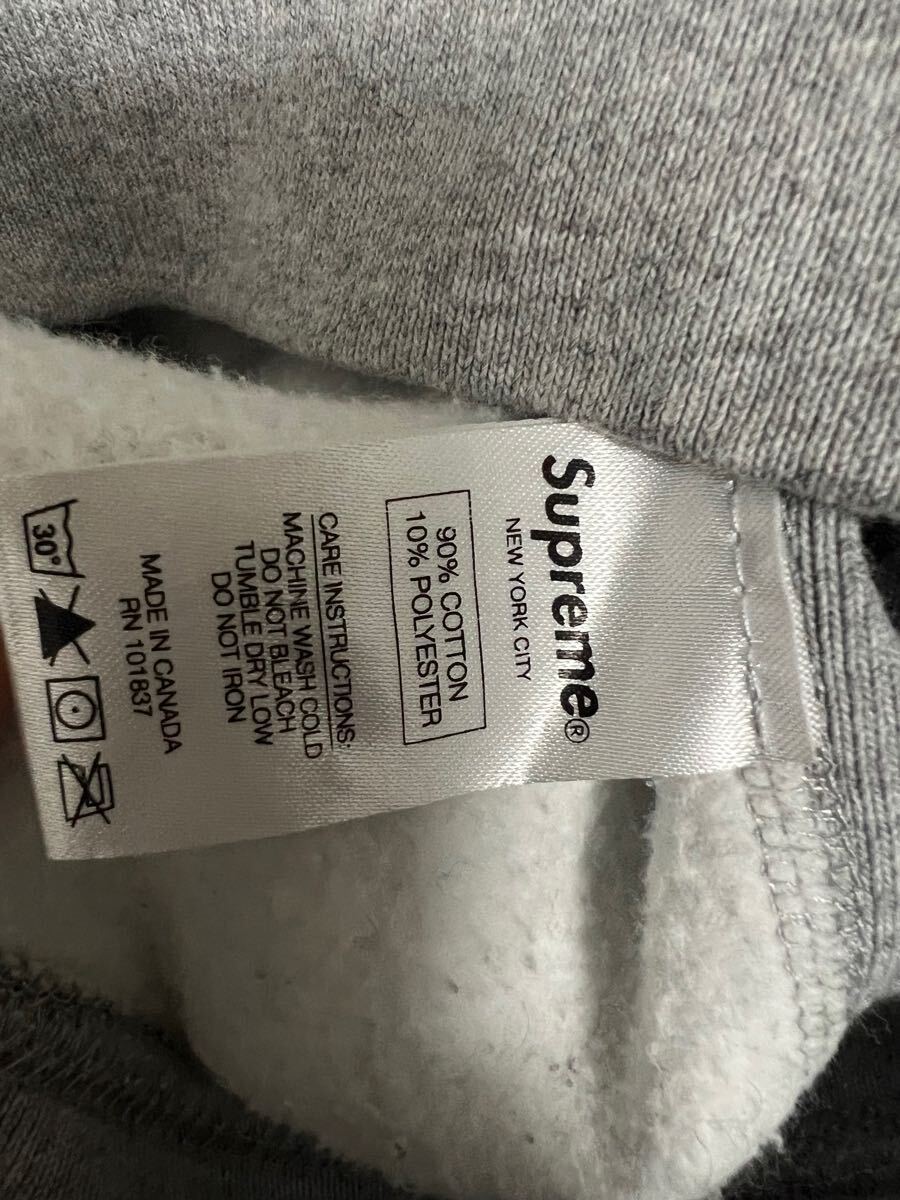 Supreme®
NEW YORK CITY
90% COTTON
10% POLYESTER
CARE INSTRUCTIONS:
MACHINE WASH COLD
DO NOT BLEACH
TUMBLE DRY LOW
DO NOT IRON
MADE IN CANADA
RN 101837
30°